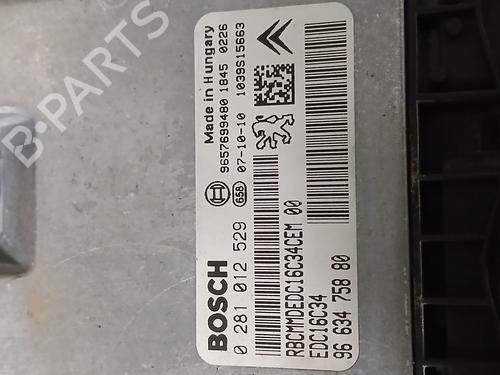 BOSCH
0 281 012 529
RBCMMDEDC16C34CEM 00
EDC16C34
96 634 758 80
658
Made in Hungary
9657699480 1845 0226
07-10-10 1039S15663
B-PARTS